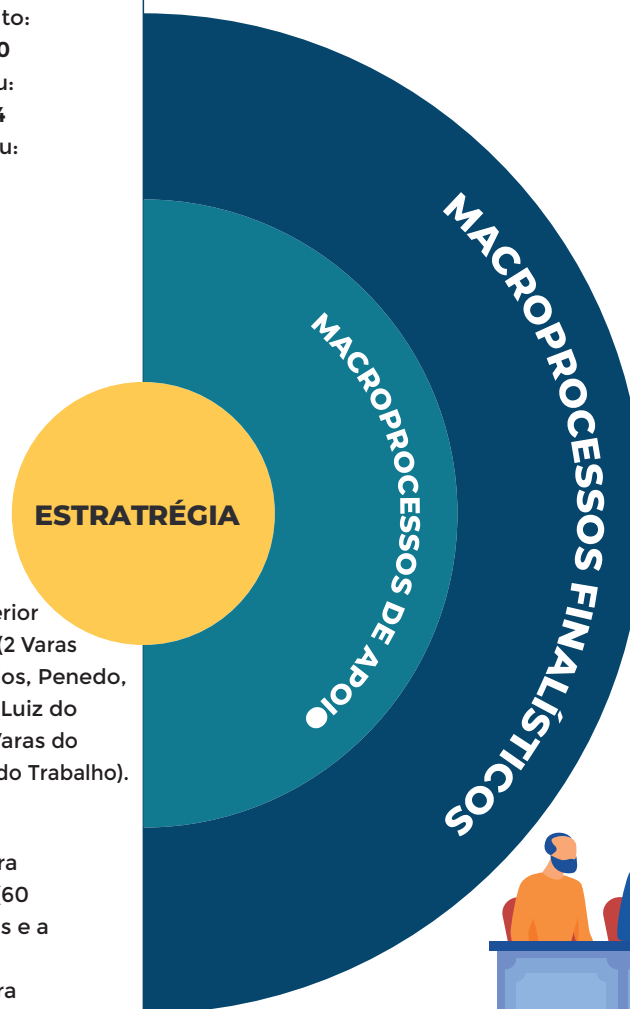 to:
0
u:
4
u:
MACROPROCESSOS FINALÍSTICOS
MACROPROCESSOS DE APOIO
ESTRATRÉGIA
erior
(2 Varas
os, Penedo,
Luiz do
Varas do
do Trabalho).
ra
(60
s e a
ra